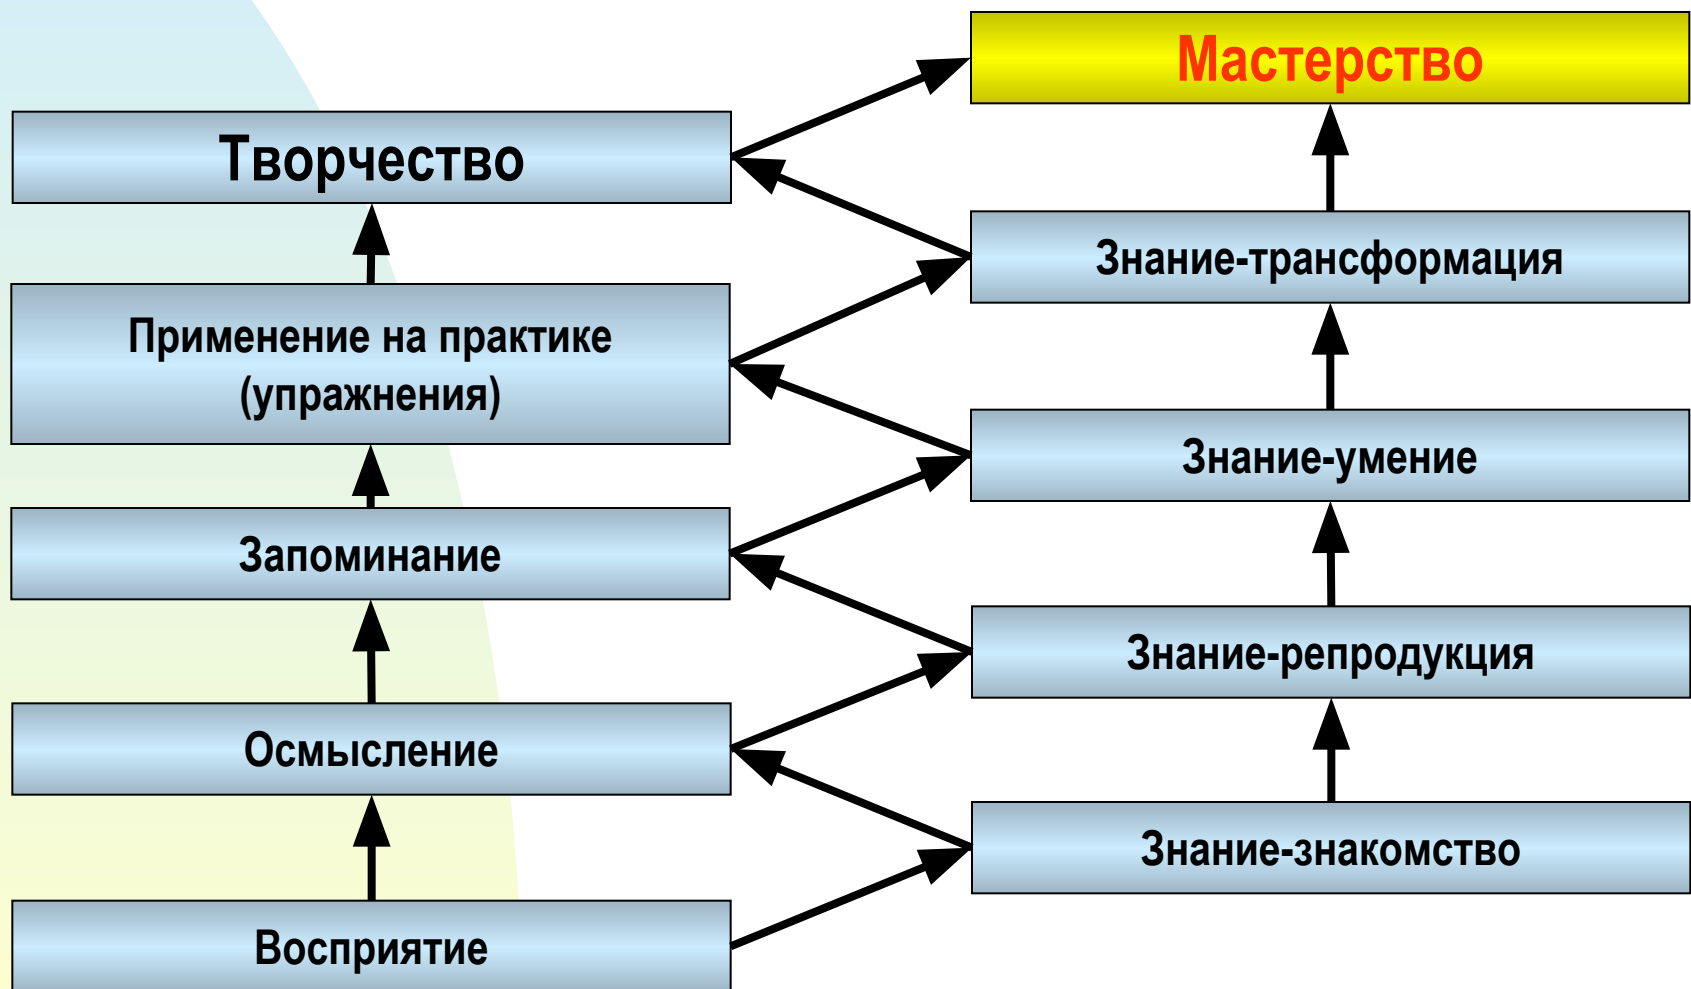 Мастерство
Творчество
Знание-трансформация
Применение на практике
(упражнения)
Знание-умение
Запоминание
Знание-репродукция
Осмысление
Знание-знакомство
Восприятие